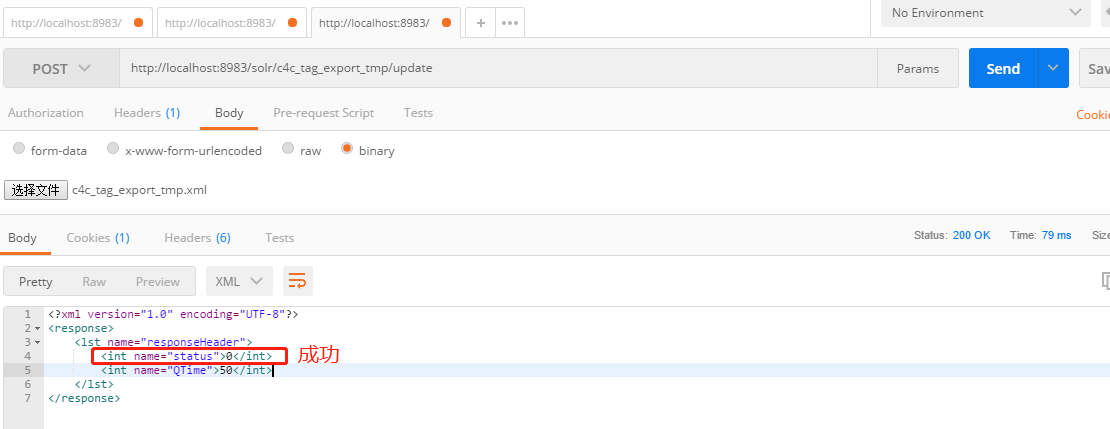 http://localhost:8983/ http://localhost:8983/ http://localhost:8983/ + ••• No Environment
POST http://localhost:8983/solr/c4c_tag_export_tmp/update Params Send Sav
Authorization Headers (1) Body Pre-request Script Tests Cookie
form-data x-www-form-urlencoded raw binary
选择文件 c4c_tag_export_tmp.xml
Body Cookies (1) Headers (6) Tests Status: 200 OK Time: 79 ms Size
Pretty Raw Preview XML
1 <?xml version="1.0" encoding="UTF-8"?>
2 <response>
3 <lst name="responseHeader">
4 <int name="status">0</int> 成功
5 <int name="QTime">50</int>
6 </lst>
7 </response>